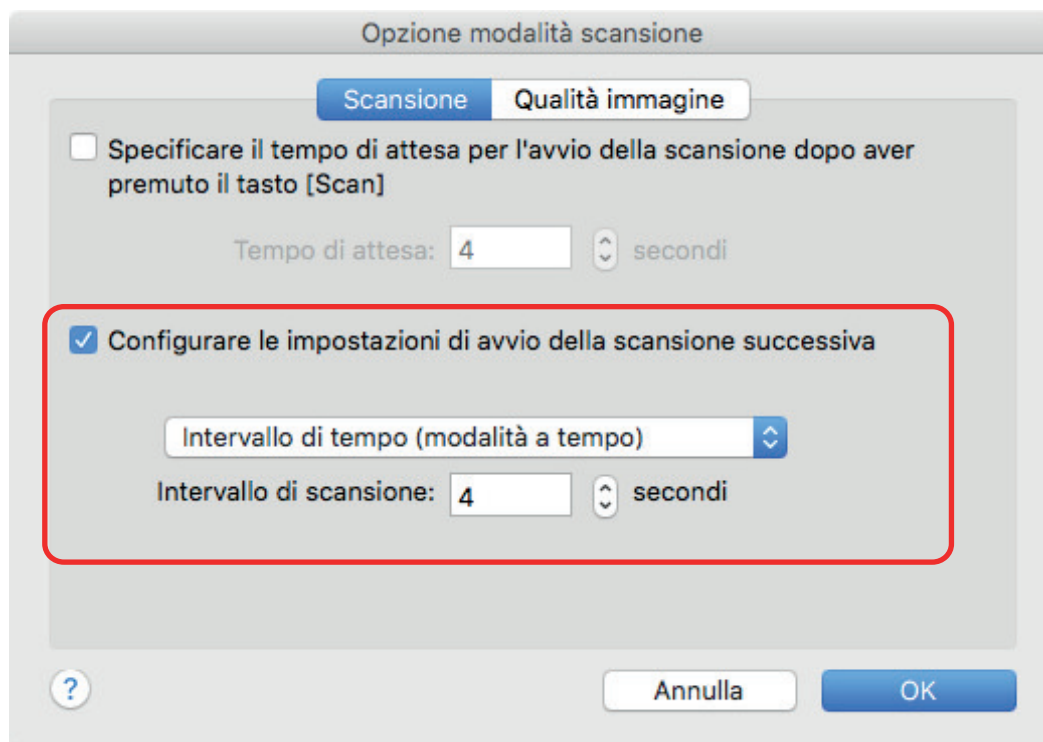 Opzione modalità scansione
Scansione
Qualità immagine
Specificare il tempo di attesa per l'avvio della scansione dopo aver
premuto il tasto [Scan]
Tempo di attesa: 4 secondi
Configurare le impostazioni di avvio della scansione successiva
Intervallo di tempo (modalità a tempo)
Intervallo di scansione: 4 secondi
?
Annulla
OK